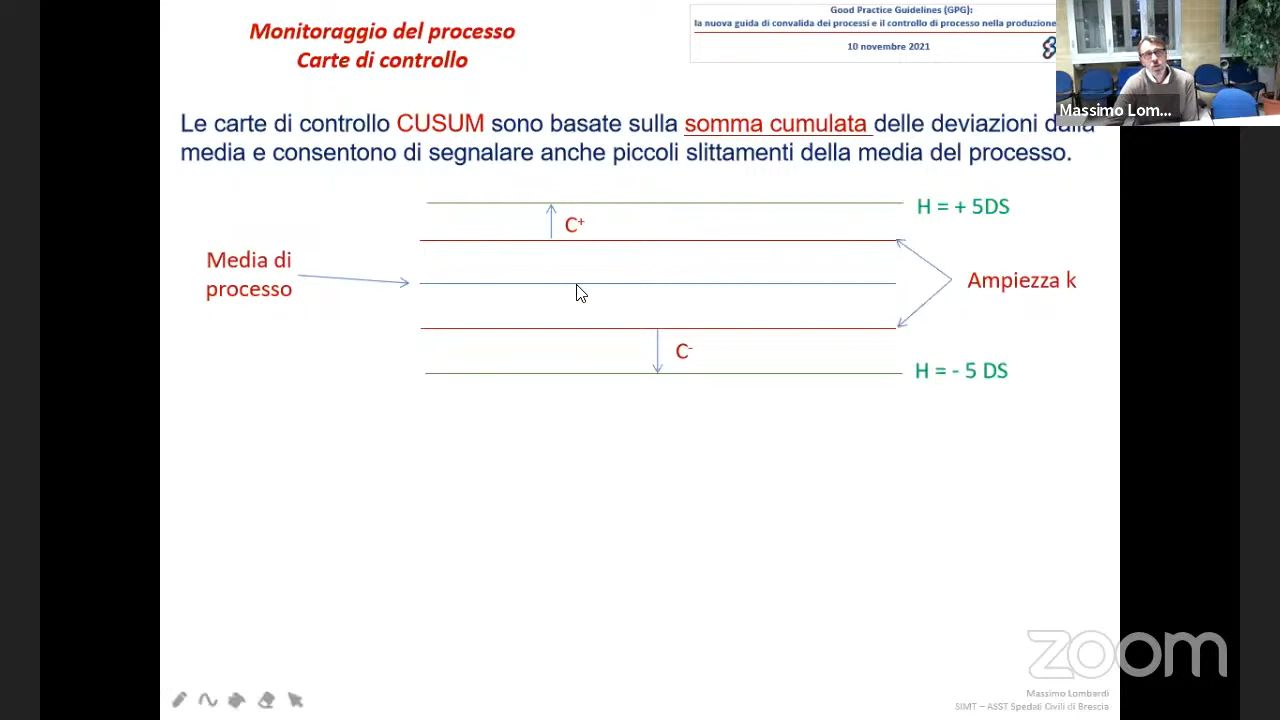 Monitoraggio del processo
Carte di controllo
Good Practice Guidelines (GPG):
la nuova guida di convalida dei processi e il controllo di processo nella produzione
10 novembre 2021
Massimo Lom...
Le carte di controllo CUSUM sono basate sulla somma cumulata delle deviazioni dalla
media e consentono di segnalare anche piccoli slittamenti della media del processo.
H = + 5DS
C+
Media di
processo
Ampiezza k
C-
H = - 5 DS
zoom
Massimo Lombardi
SIMT – ASST Spedali Civili di Brescia